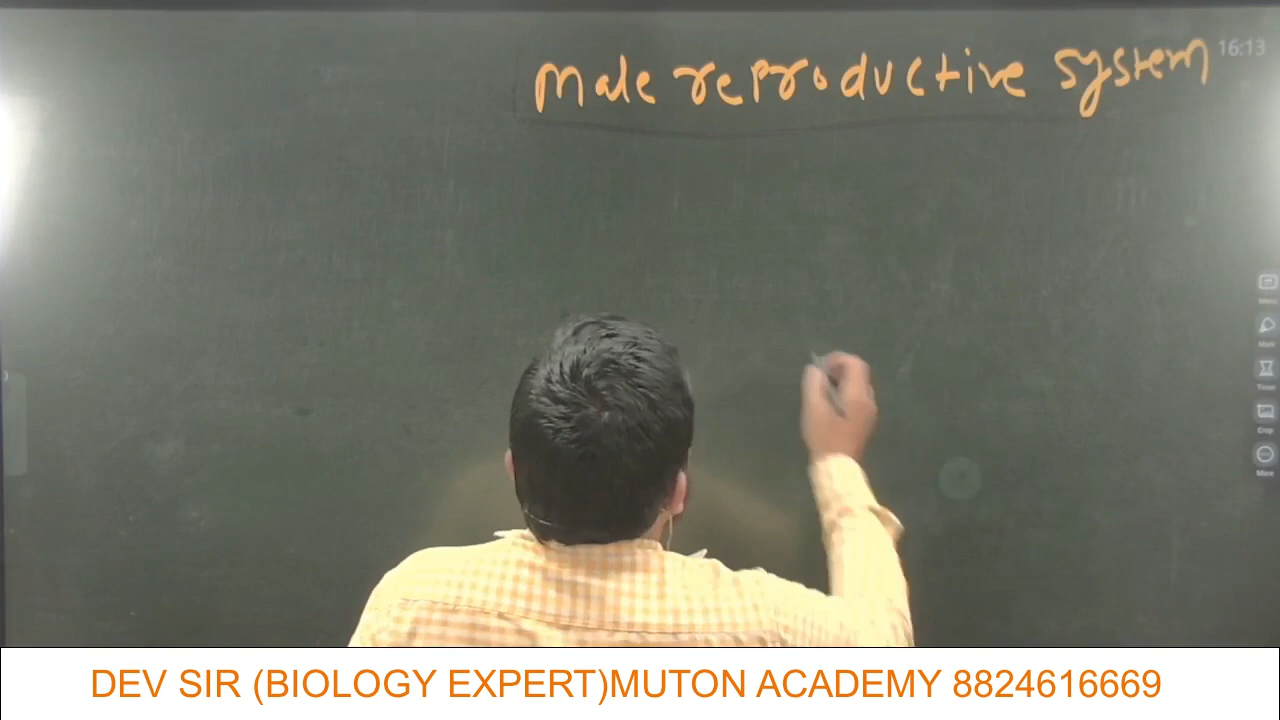 Male reproductive system
16:13
DEV SIR (BIOLOGY EXPERT)MUTON ACADEMY 8824616669